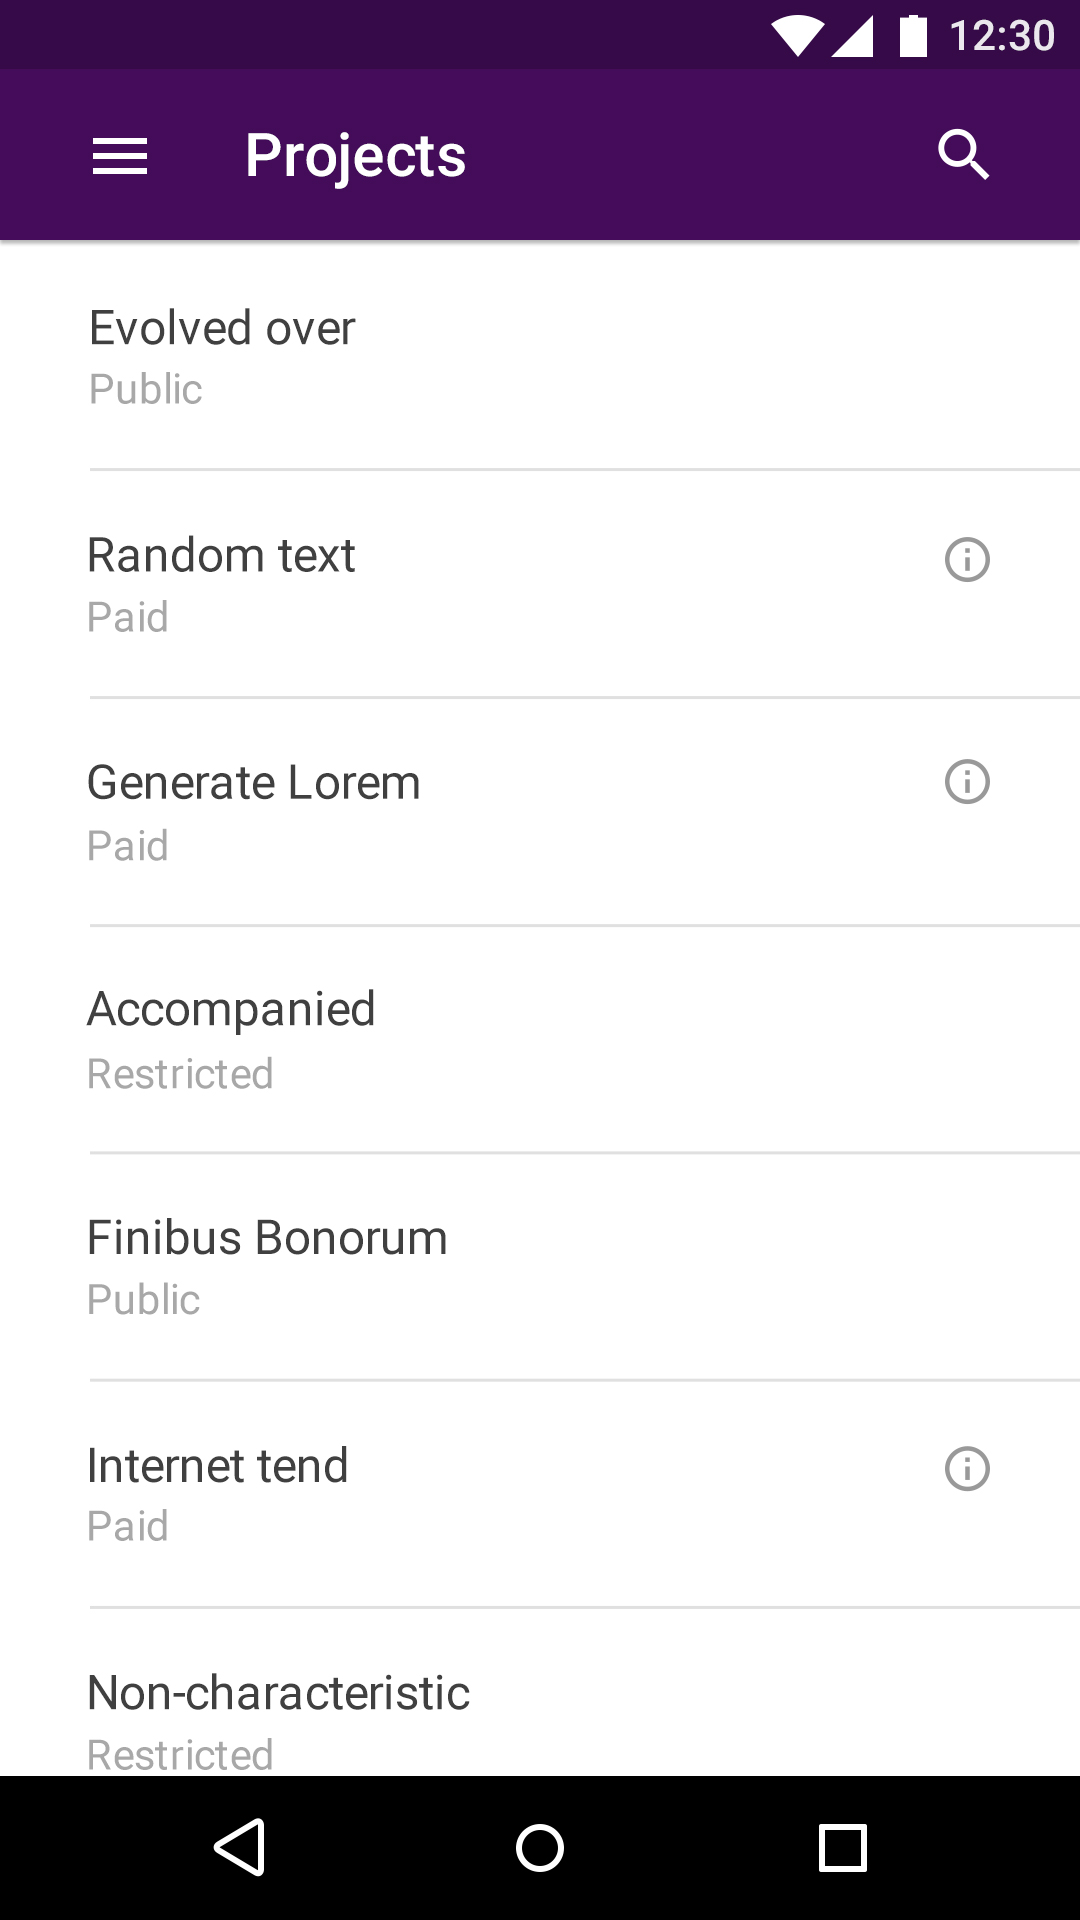 12:30
Projects
Evolved over
Public
Random text
Paid
Generate Lorem
Paid
Accompanied
Restricted
Finibus Bonorum
Public
Internet tend
Paid
Non-characteristic
Restricted